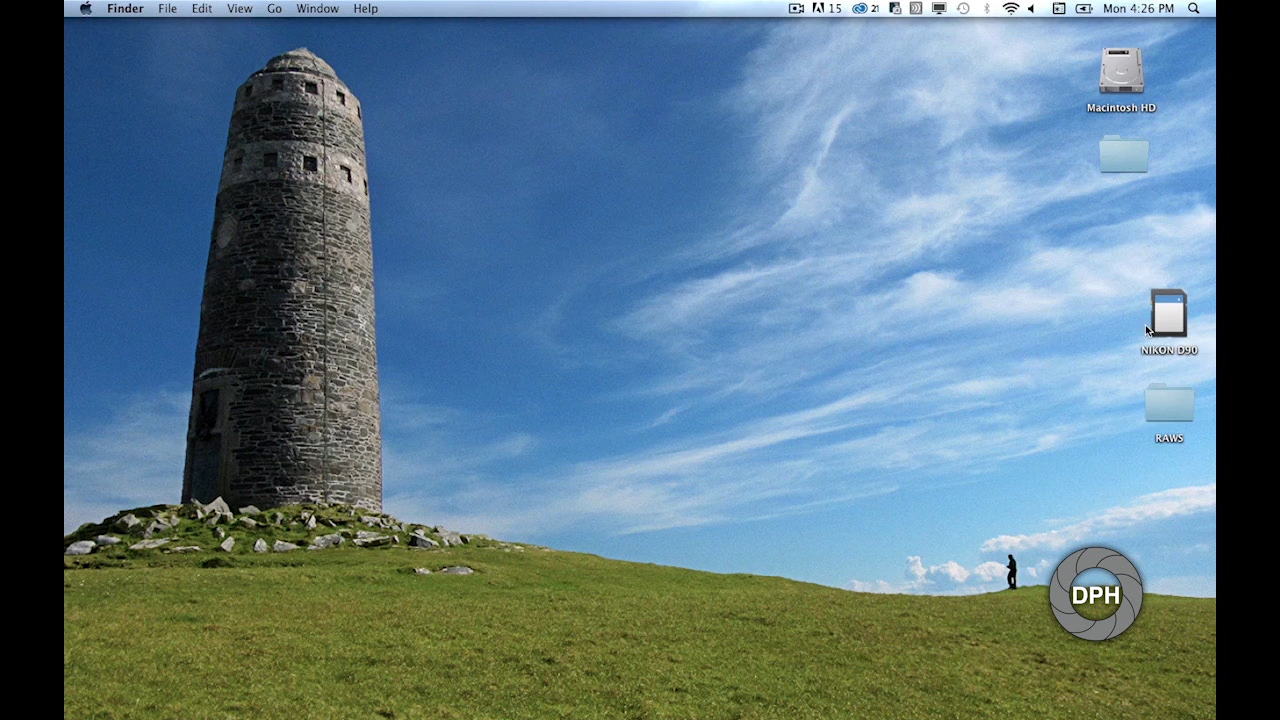 Finder File Edit View Go Window Help 15 21 Mon 4:26 PM
Macintosh HD
NIKON D90
RAWS
DPH